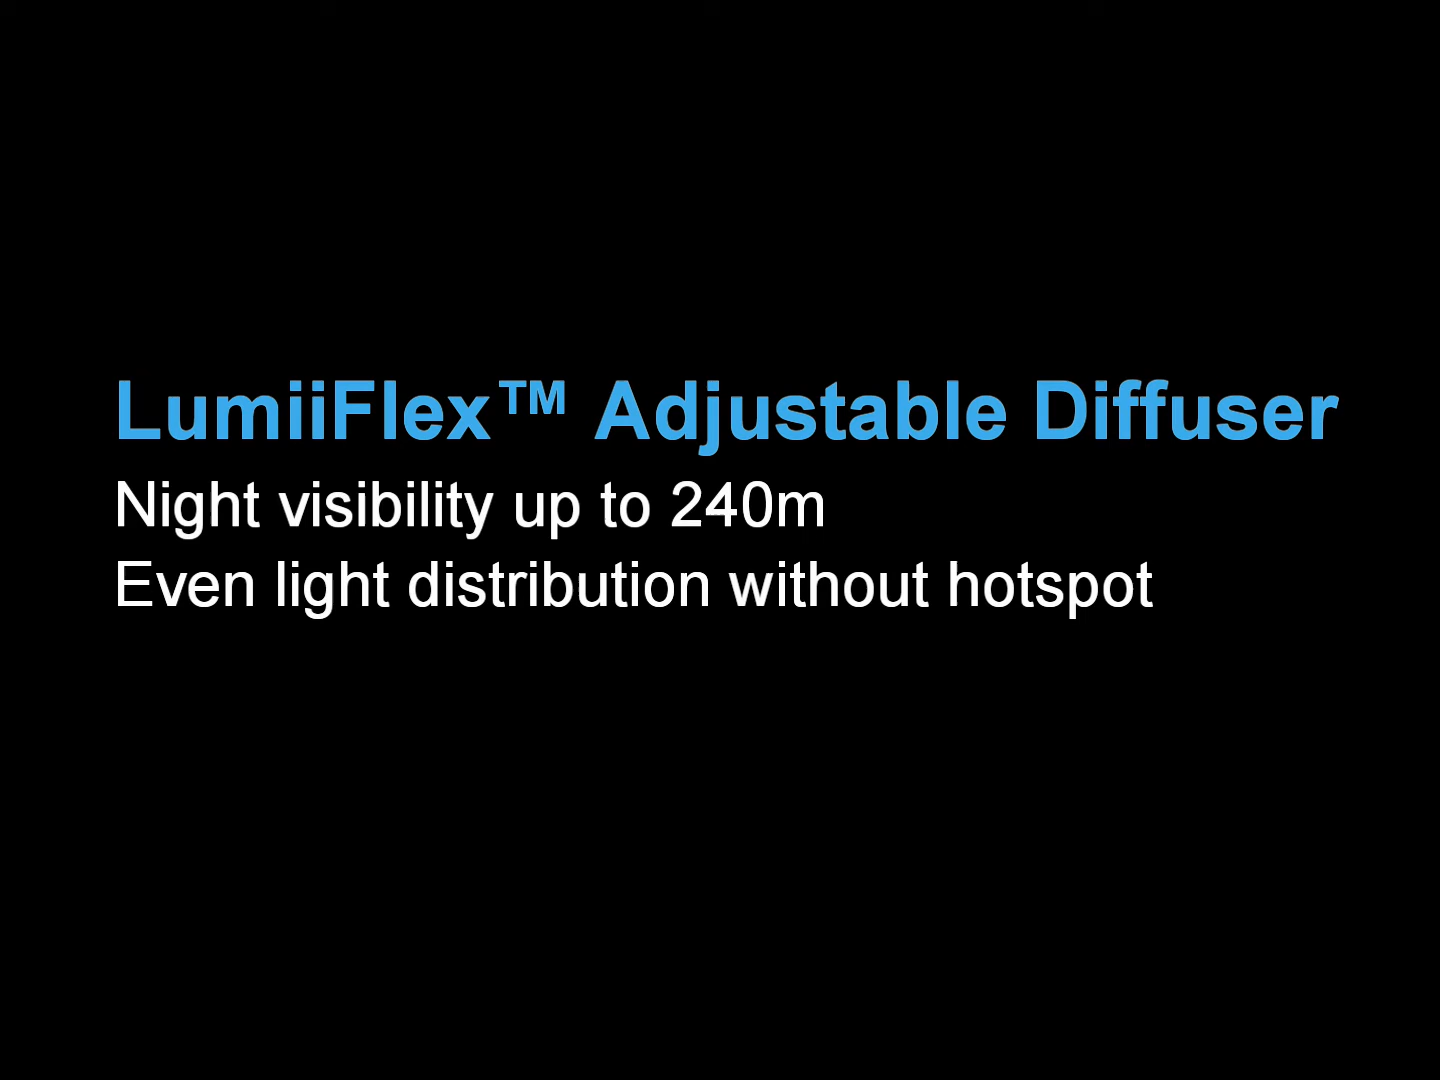 LumiiFlex™ Adjustable Diffuser
Night visibility up to 240m
Even light distribution without hotspot